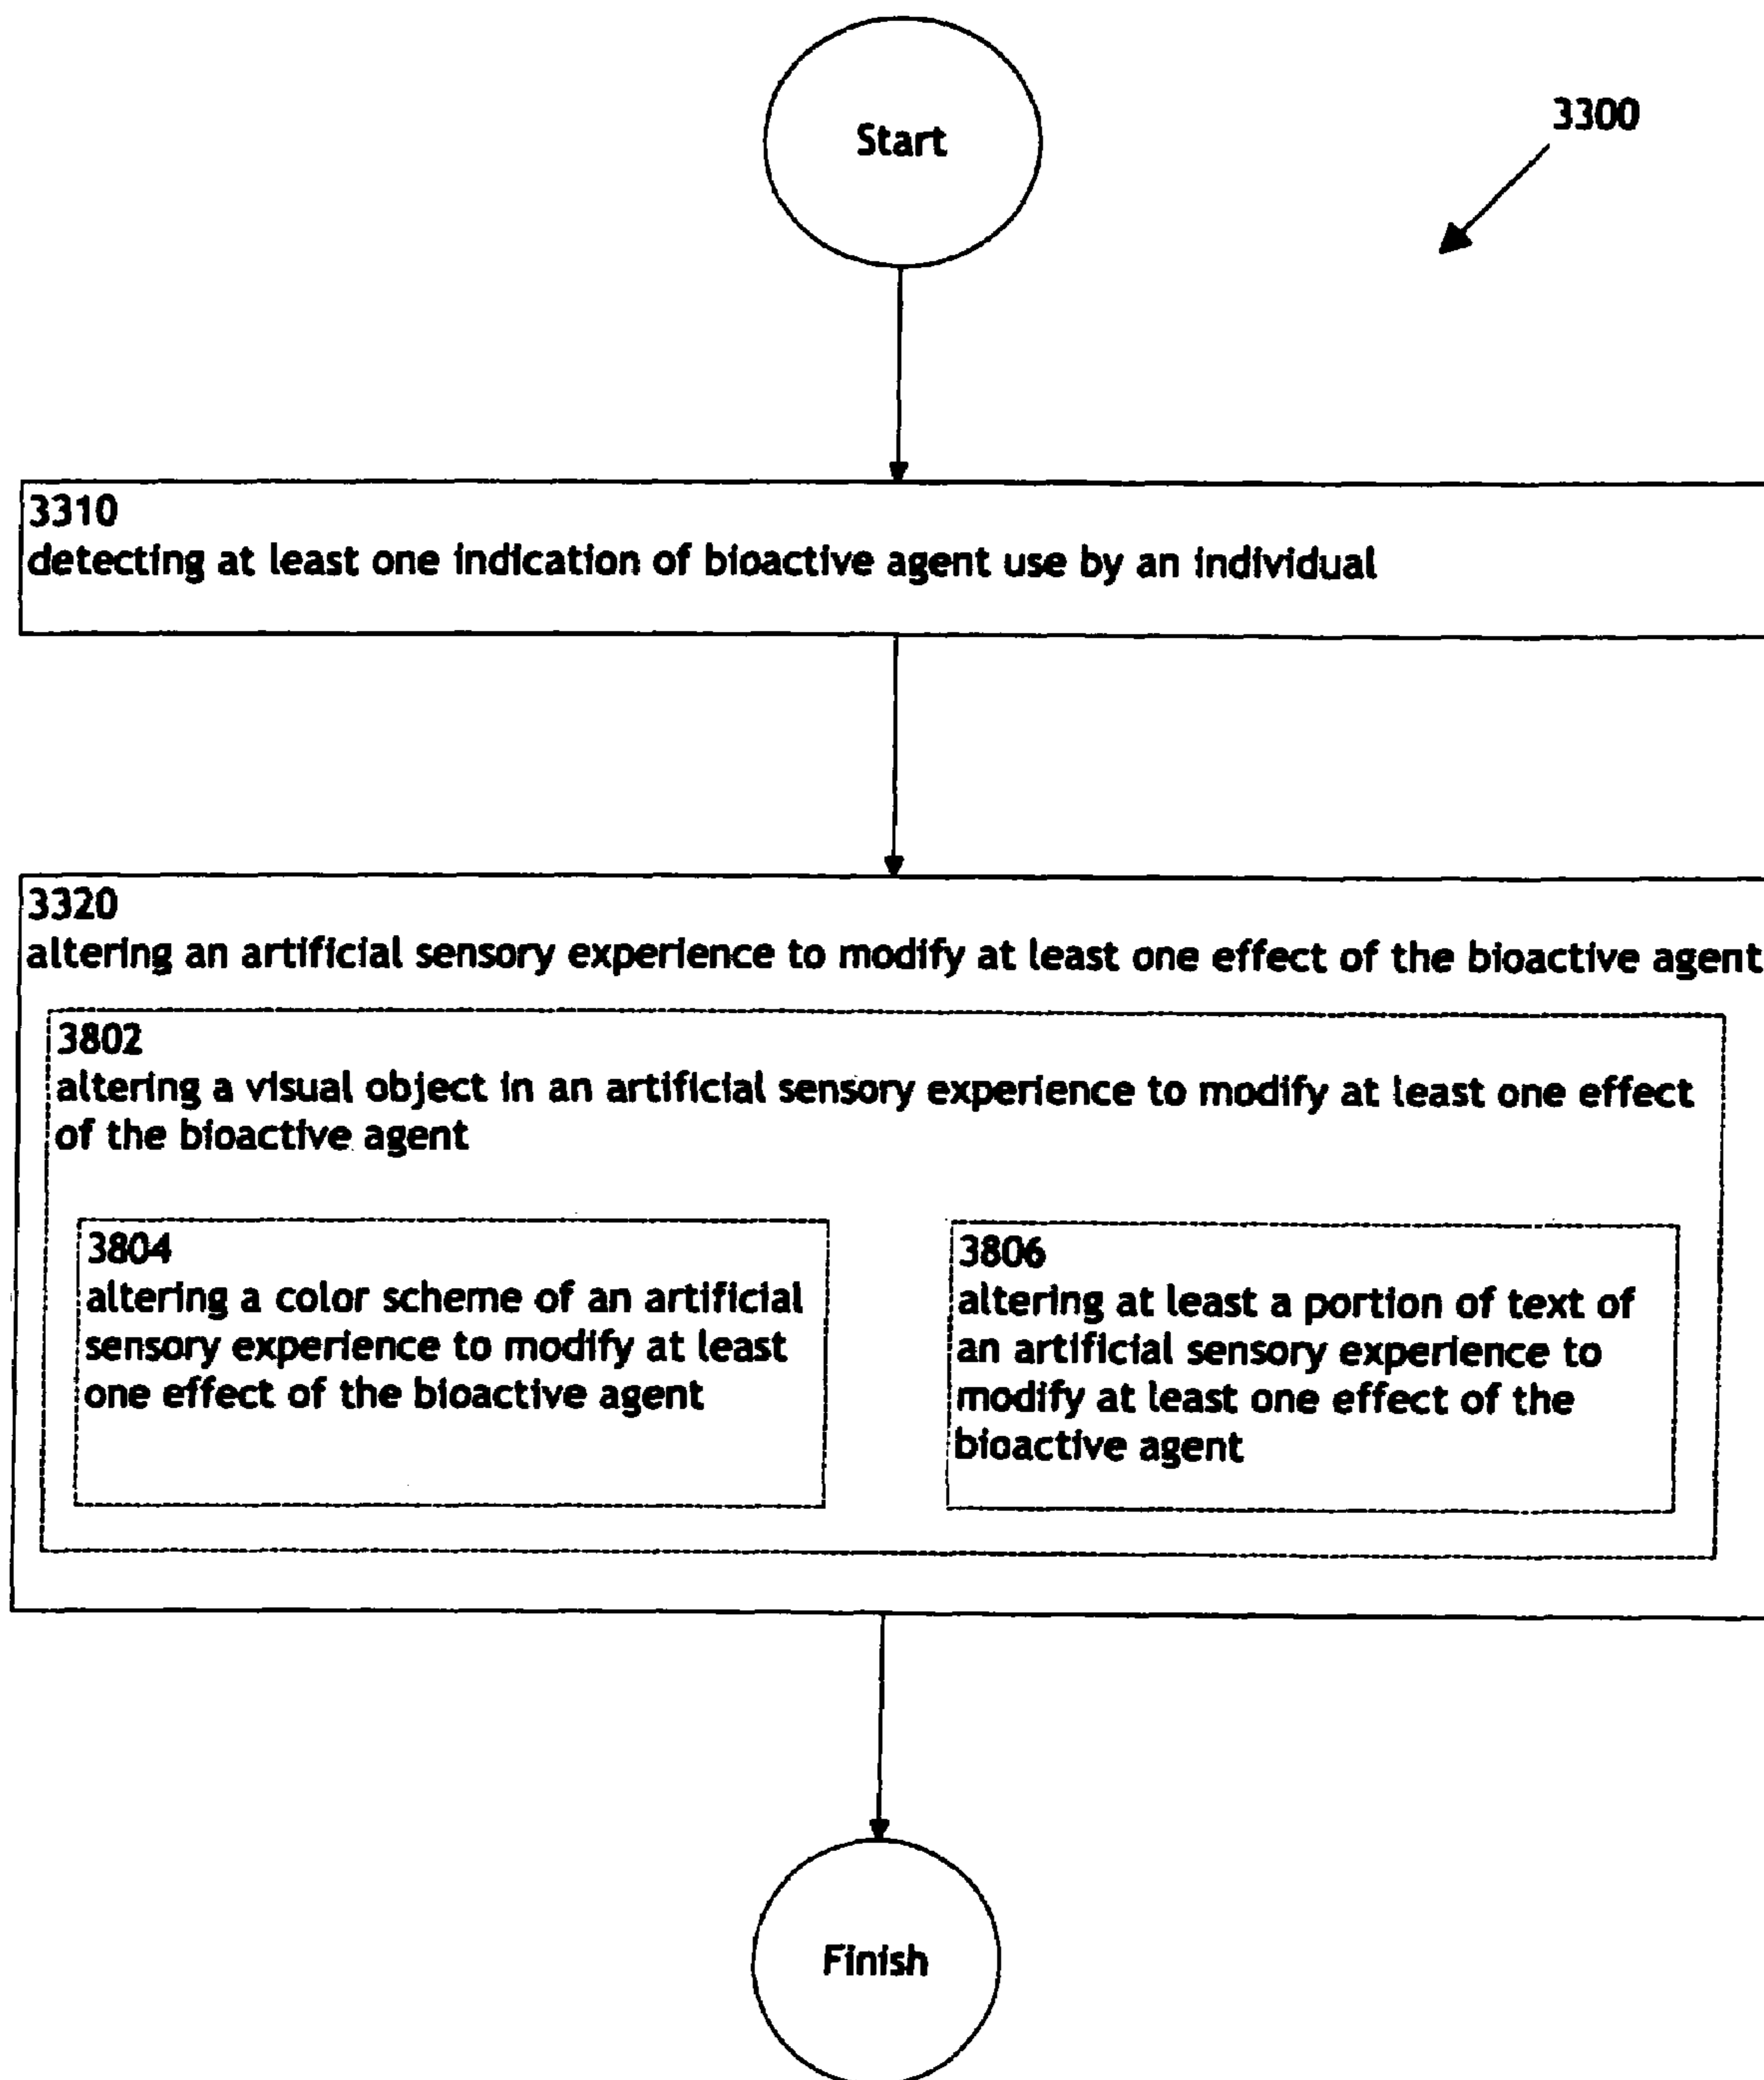 Start
3300
3310
detecting at least one indication of bioactive agent use by an individual
3320
altering an artificial sensory experience to modify at least one effect of the bioactive agent
3802
altering a visual object in an artificial sensory experience to modify at least one effect
of the bioactive agent
3804
altering a color scheme of an artificial
sensory experience to modify at least
one effect of the bioactive agent
3806
altering at least a portion of text of
an artificial sensory experience to
modify at least one effect of the
bioactive agent
Finish